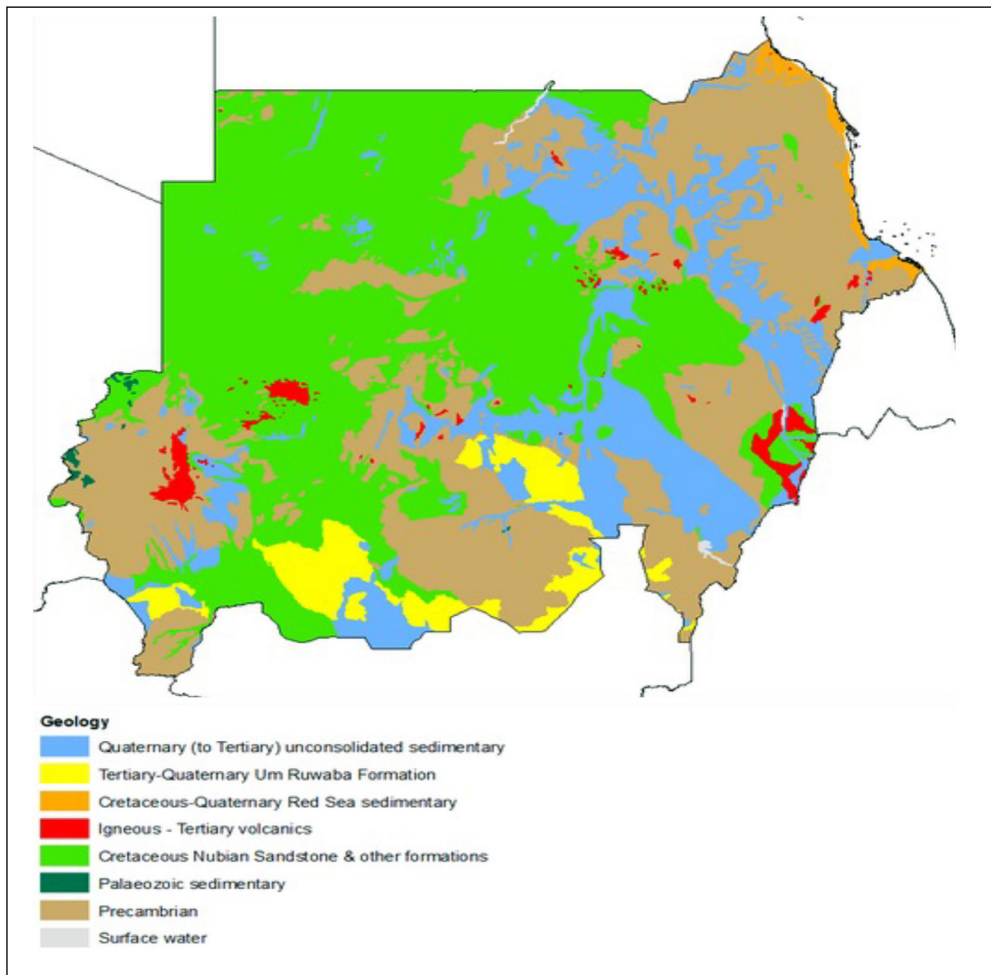 Geology
Quaternary (to Tertiary) unconsolidated sedimentary
Tertiary-Quaternary Um Ruwaba Formation
Cretaceous-Quaternary Red Sea sedimentary
Igneous - Tertiary volcanics
Cretaceous Nubian Sandstone & other formations
Palaeozoic sedimentary
Precambrian
Surface water